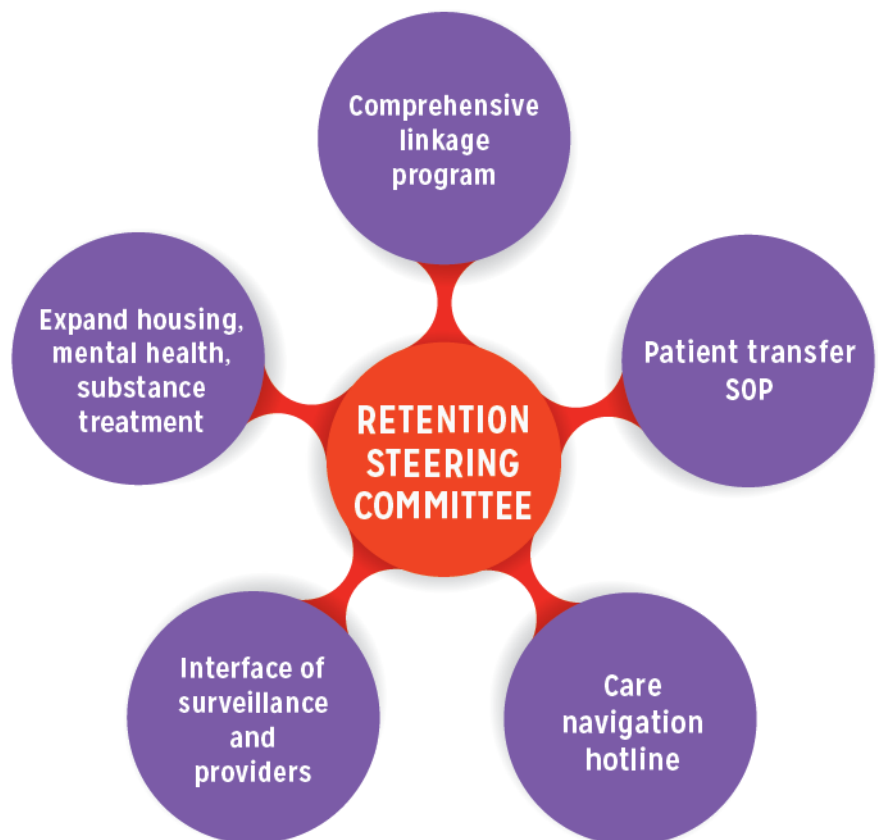 Comprehensive
linkage
program
Expand housing,
mental health,
substance
treatment
Patient transfer
SOP
RETENTION
STEERING
COMMITTEE
Interface of
surveillance
and
providers
Care
navigation
hotline